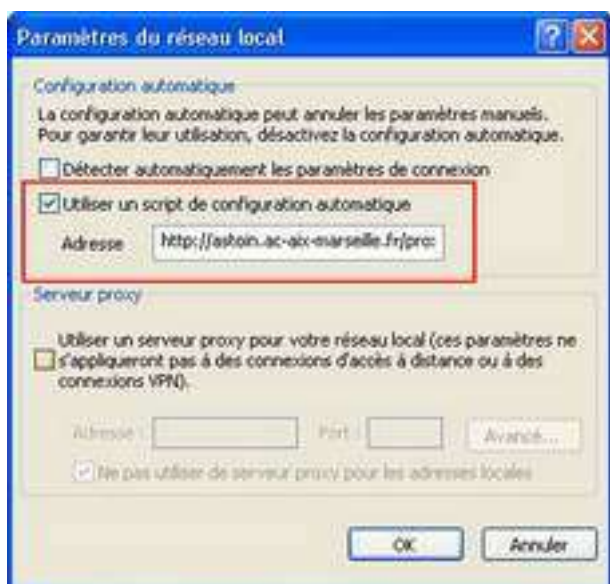 Paramètres du réseau local
Configuration automatique
La configuration automatique peut annuler les paramètres manuels.
Pour garantir leur utilisation, désactivez la configuration automatique.
Détecter automatiquement les paramètres de connexion
Utiliser un script de configuration automatique
Adresse http://astoin.ac-aix-marseille.fr/pro:
Serveur proxy
Utiliser un serveur proxy pour votre réseau local (ces paramètres ne
s'appliqueront pas à des connexions d'accès à distance ou à des
connexions VPN).
Adresse : Port : Avancé...
Ne pas utiliser de serveur proxy pour les adresses locales
OK Annuler